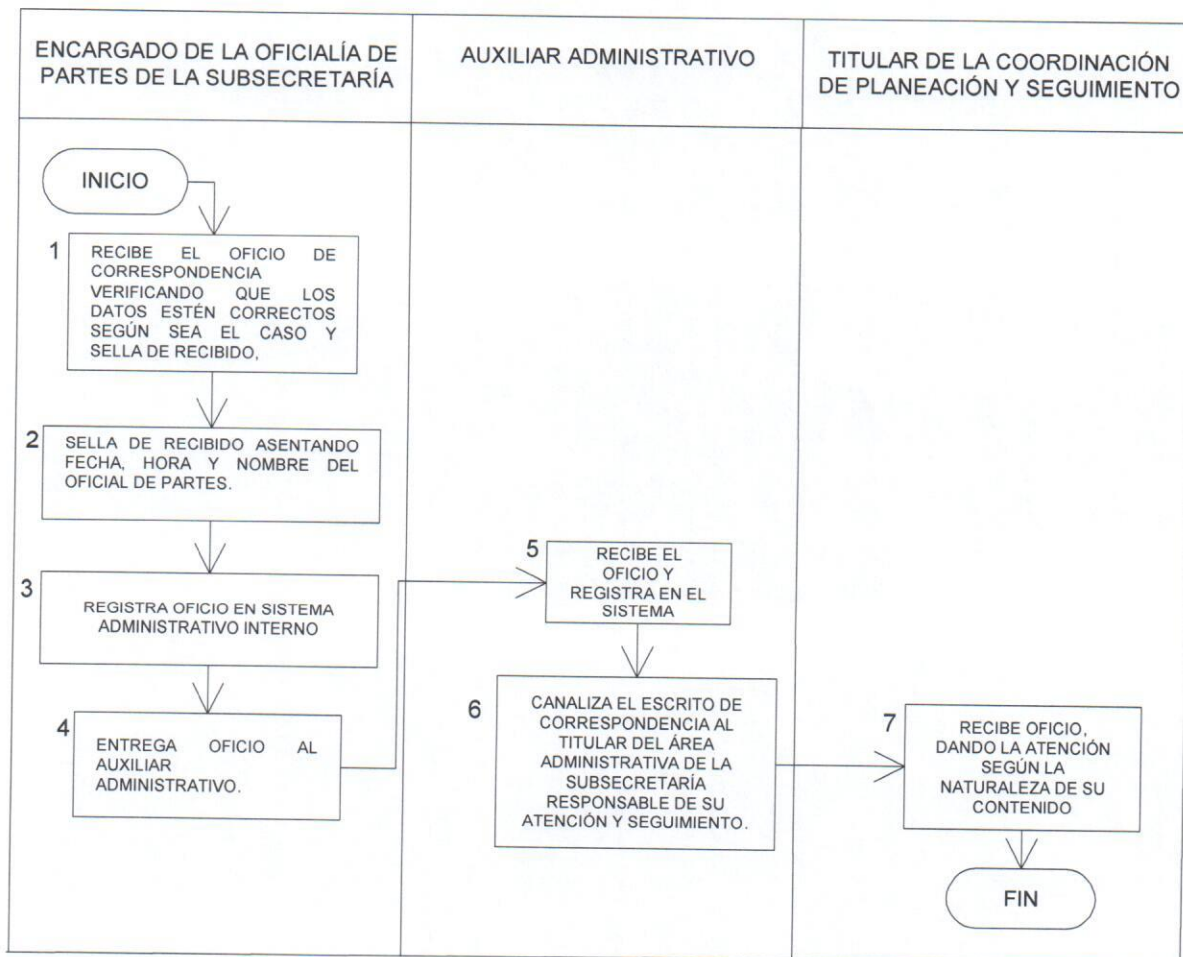 ENCARGADO DE LA OFICIALÍA DE
PARTES DE LA SUBSECRETARÍA
AUXILIAR ADMINISTRATIVO
TITULAR DE LA COORDINACIÓN
DE PLANEACIÓN Y SEGUIMIENTO
INICIO
1
RECIBE EL OFICIO DE
CORRESPONDENCIA
VERIFICANDO QUE LOS
DATOS ESTÉN CORRECTOS
SEGÚN SEA EL CASO Y
SELLA DE RECIBIDO,
2
SELLA DE RECIBIDO ASENTANDO
FECHA, HORA Y NOMBRE DEL
OFICIAL DE PARTES.
3
REGISTRA OFICIO EN SISTEMA
ADMINISTRATIVO INTERNO
4
ENTREGA OFICIO AL
AUXILIAR
ADMINISTRATIVO.
5
RECIBE EL
OFICIO Y
REGISTRA EN EL
SISTEMA
6
CANALIZA EL ESCRITO DE
CORRESPONDENCIA AL
TITULAR DEL ÁREA
ADMINISTRATIVA DE LA
SUBSECRETARÍA
RESPONSABLE DE SU
ATENCIÓN Y SEGUIMIENTO.
7
RECIBE OFICIO,
DANDO LA ATENCIÓN
SEGÚN LA
NATURALEZA DE SU
CONTENIDO
FIN